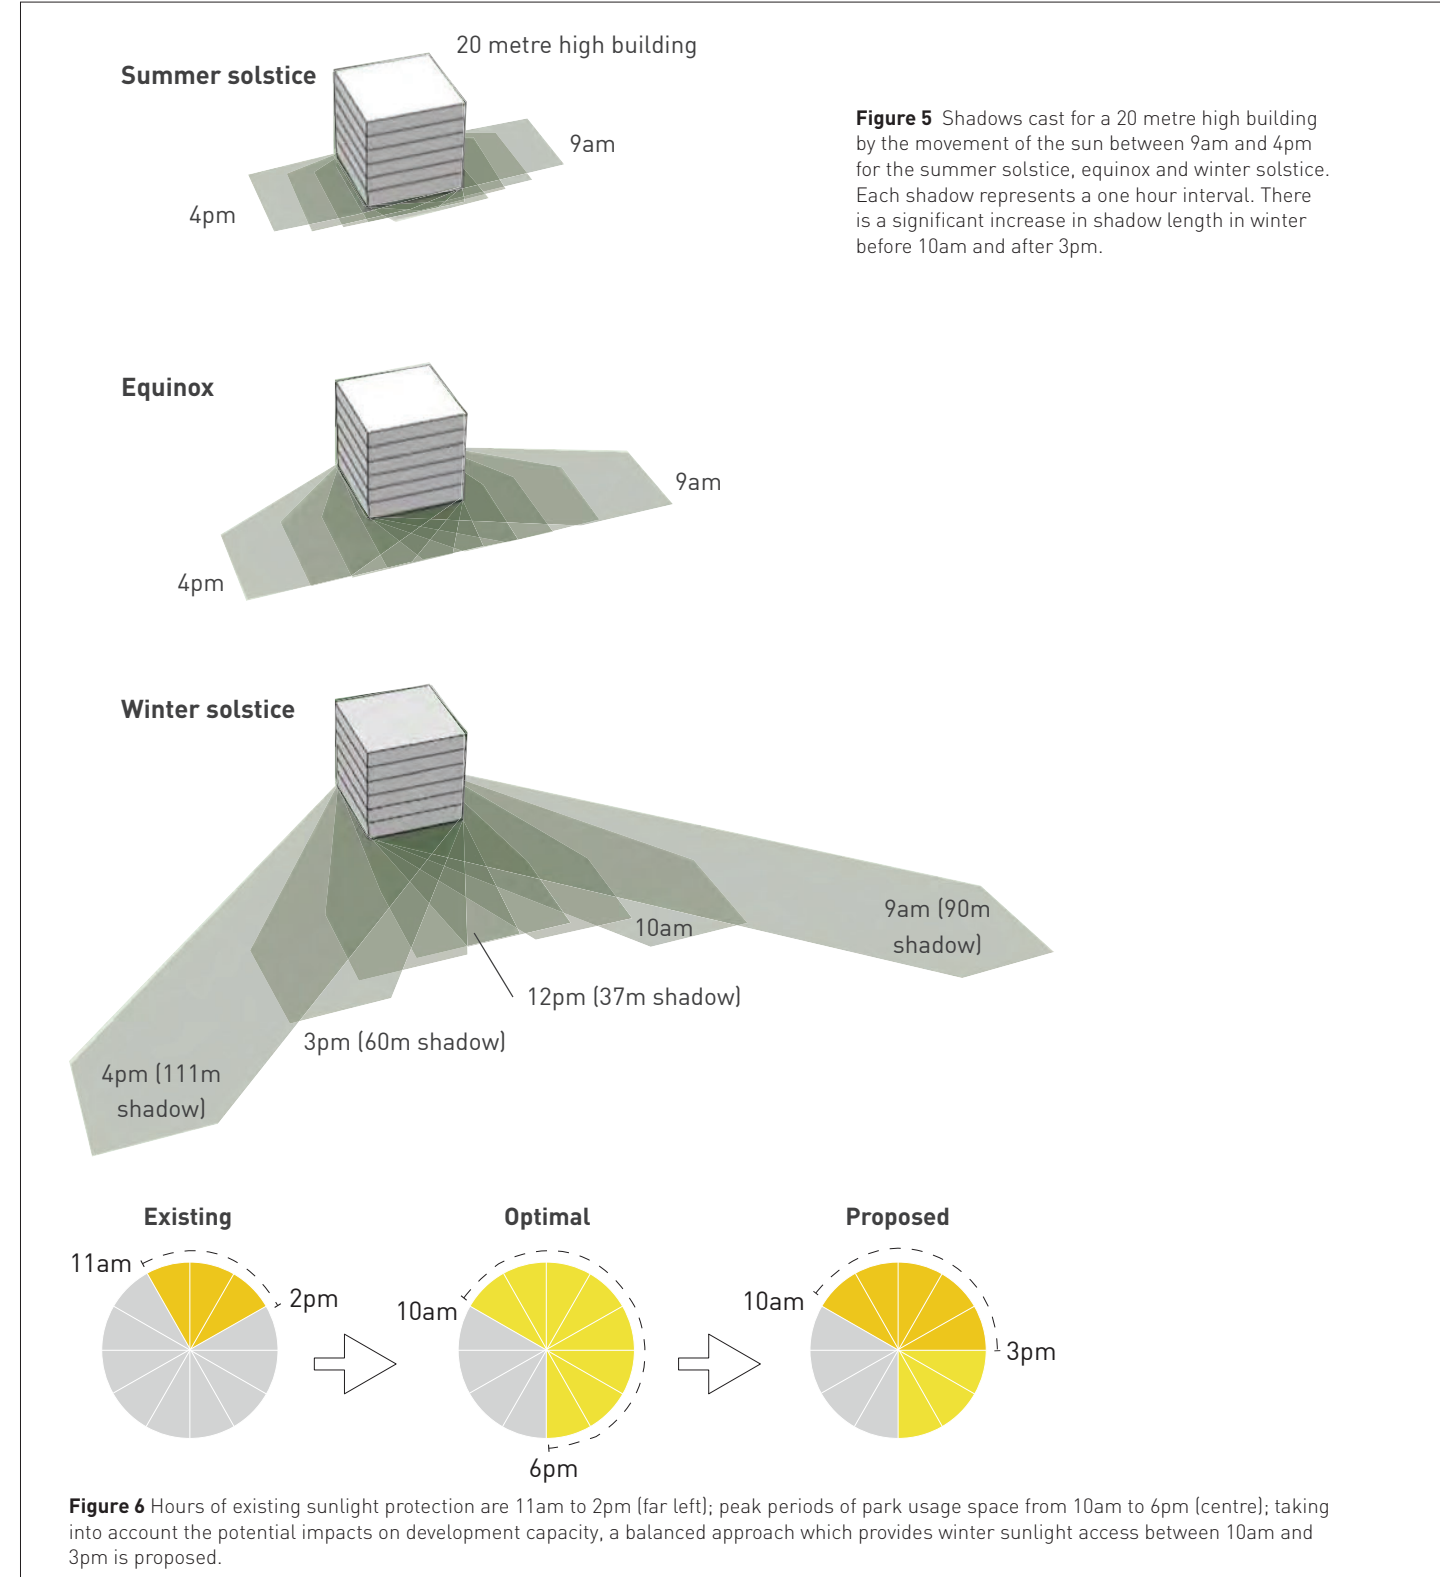 20 metre high building
Summer solstice
9am
4pm
Figure 5 Shadows cast for a 20 metre high building
by the movement of the sun between 9am and 4pm
for the summer solstice, equinox and winter solstice.
Each shadow represents a one hour interval. There
is a significant increase in shadow length in winter
before 10am and after 3pm.
Equinox
9am
4pm
Winter solstice
9am (90m
shadow)
10am
12pm (37m shadow)
3pm (60m shadow)
4pm (111m
shadow)
Existing
11am
2pm
Optimal
10am
6pm
Proposed
10am
3pm
Figure 6 Hours of existing sunlight protection are 11am to 2pm (far left); peak periods of park usage space from 10am to 6pm (centre); taking
into account the potential impacts on development capacity, a balanced approach which provides winter sunlight access between 10am and
3pm is proposed.